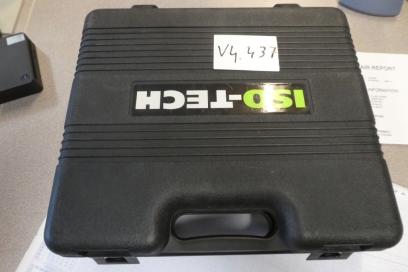 V4.437
ISO-TECH
AIR REPORT
INFORMATION